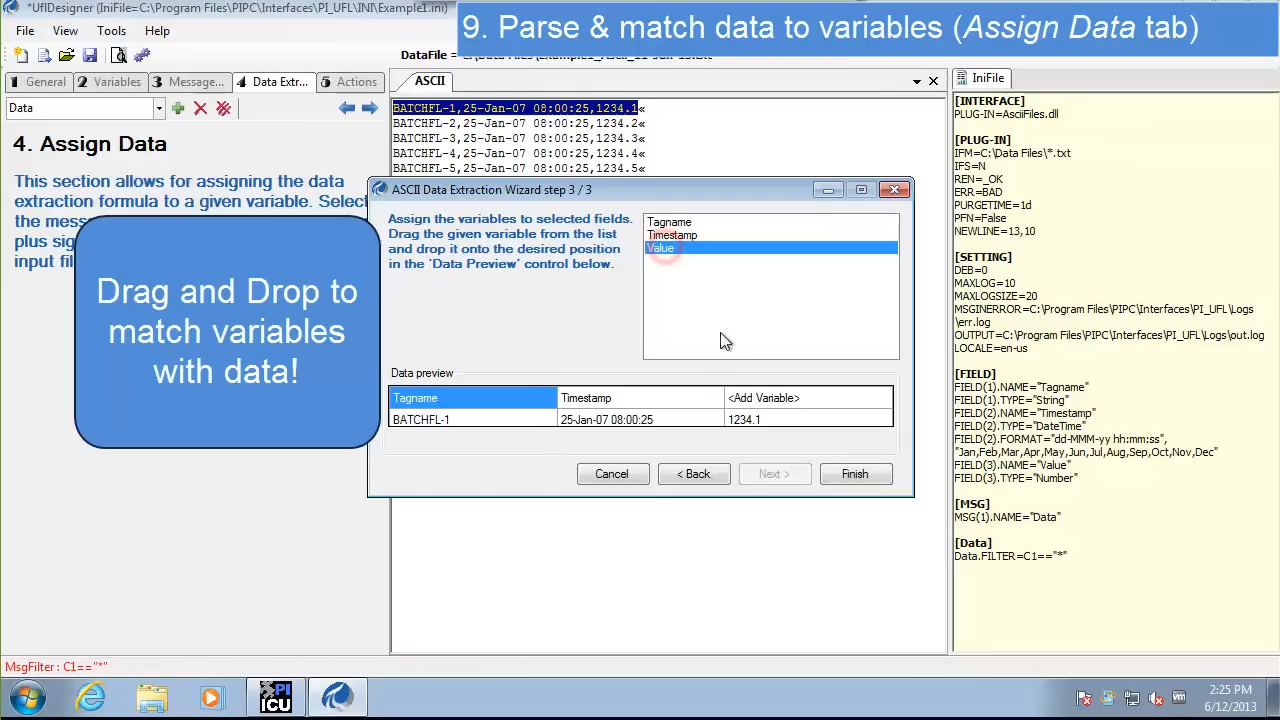 *UflDesigner (IniFile=C:\Program Files\PIPC\Interfaces\PI_UFL\INI\Example1.ini)
9. Parse & match data to variables (Assign Data tab)
File View Tools Help
1 General 2 Variables 3 Message... 4 Data Extr... 5 Actions
Data
4. Assign Data
This section allows for assigning the data
extraction formula to a given variable. Select
the mess
plus sig
input fil
Drag and Drop to
match variables
with data!
ASCII
BATCHFL-1,25-Jan-07 08:00:25,1234.1«
BATCHFL-2,25-Jan-07 08:00:25,1234.2«
BATCHFL-3,25-Jan-07 08:00:25,1234.3«
BATCHFL-4,25-Jan-07 08:00:25,1234.4«
BATCHFL-5,25-Jan-07 08:00:25,1234.5«
ASCII Data Extraction Wizard step 3 / 3
Assign the variables to selected fields.
Drag the given variable from the list
and drop it onto the desired position
in the 'Data Preview' control below.
Tagname
Timestamp
Value
Data preview
Tagname Timestamp <Add Variable>
BATCHFL-1 25-Jan-07 08:00:25 1234.1
Cancel < Back Next > Finish
IniFile
[INTERFACE]
PLUG-IN=AsciiFiles.dll
[PLUG-IN]
IFM=C:\Data Files\*.txt
IFS=N
REN=_OK
ERR=BAD
PURGETIME=1d
PFN=False
NEWLINE=13,10
[SETTING]
DEB=0
MAXLOG=10
MAXLOGSIZE=20
MSGINERROR=C:\Program Files\PIPC\Interfaces\PI_UFL\Logs
\err.log
OUTPUT=C:\Program Files\PIPC\Interfaces\PI_UFL\Logs\out.log
LOCALE=en-us
[FIELD]
FIELD(1).NAME="Tagname"
FIELD(1).TYPE="String"
FIELD(2).NAME="Timestamp"
FIELD(2).TYPE="DateTime"
FIELD(2).FORMAT="dd-MMM-yy hh:mm:ss",
"Jan,Feb,Mar,Apr,May,Jun,Jul,Aug,Sep,Oct,Nov,Dec"
FIELD(3).NAME="Value"
FIELD(3).TYPE="Number"
[MSG]
MSG(1).NAME="Data"
[Data]
Data.FILTER=C1=="*"
MsgFilter : C1=="*"
PI
ICU
2:25 PM
6/12/2013